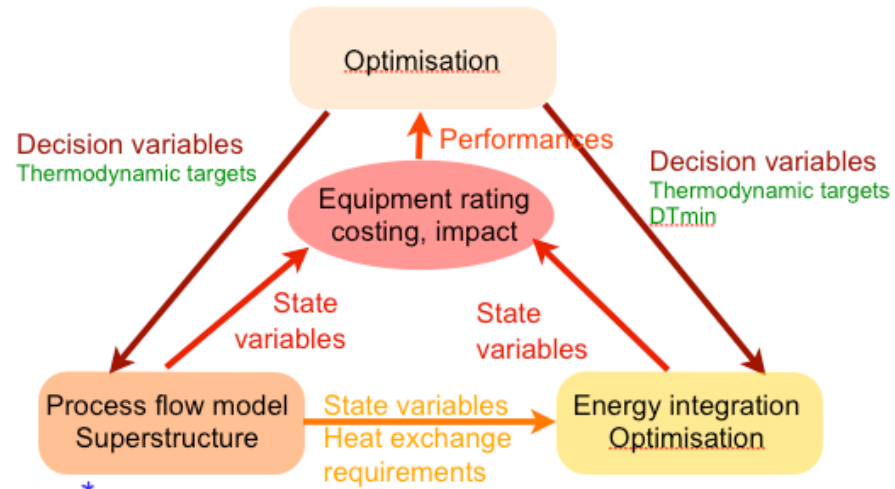 Optimisation
Performances
Decision variables
Thermodynamic targets
Decision variables
Thermodynamic targets
DTmin
Equipment rating
costing, impact
State
variables
State
variables
Process flow model
Superstructure
State variables
Heat exchange
requirements
Energy integration
Optimisation
*